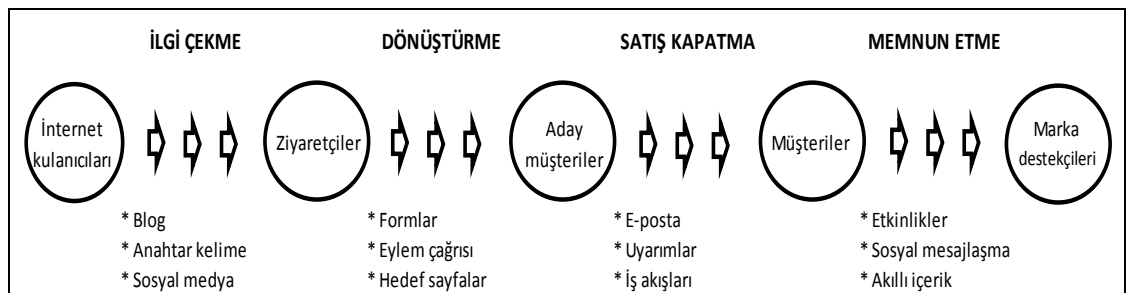 İLGİ ÇEKME
DÖNÜŞTÜRME
SATIŞ KAPATMA
MEMNUN ETME
İnternet
kulanıcıları
Ziyaretçiler
Aday
müşteriler
Müşteriler
Marka
destekçileri
* Blog
* Anahtar kelime
* Sosyal medya
* Formlar
* Eylem çağrısı
* Hedef sayfalar
* E-posta
* Uyarımlar
* İş akışları
* Etkinlikler
* Sosyal mesajlaşma
* Akıllı içerik